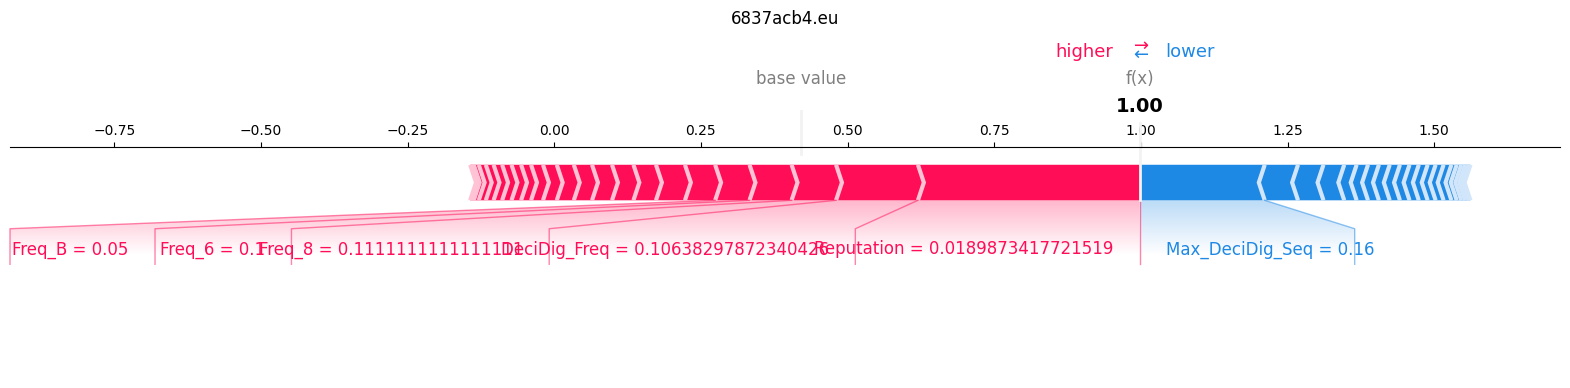 6837acb4.eu
higher ⇄ lower
base value f(x)
1.00
−0.75 −0.50 −0.25 0.00 0.25 0.50 0.75 1.00 1.25 1.50
Freq_B = 0.05 Freq_6 = 0.1 Freq_8 = 0.1111111111111111 DeciDig_Freq = 0.10638297872340426 Reputation = 0.0189873417721519 Max_DeciDig_Seq = 0.16